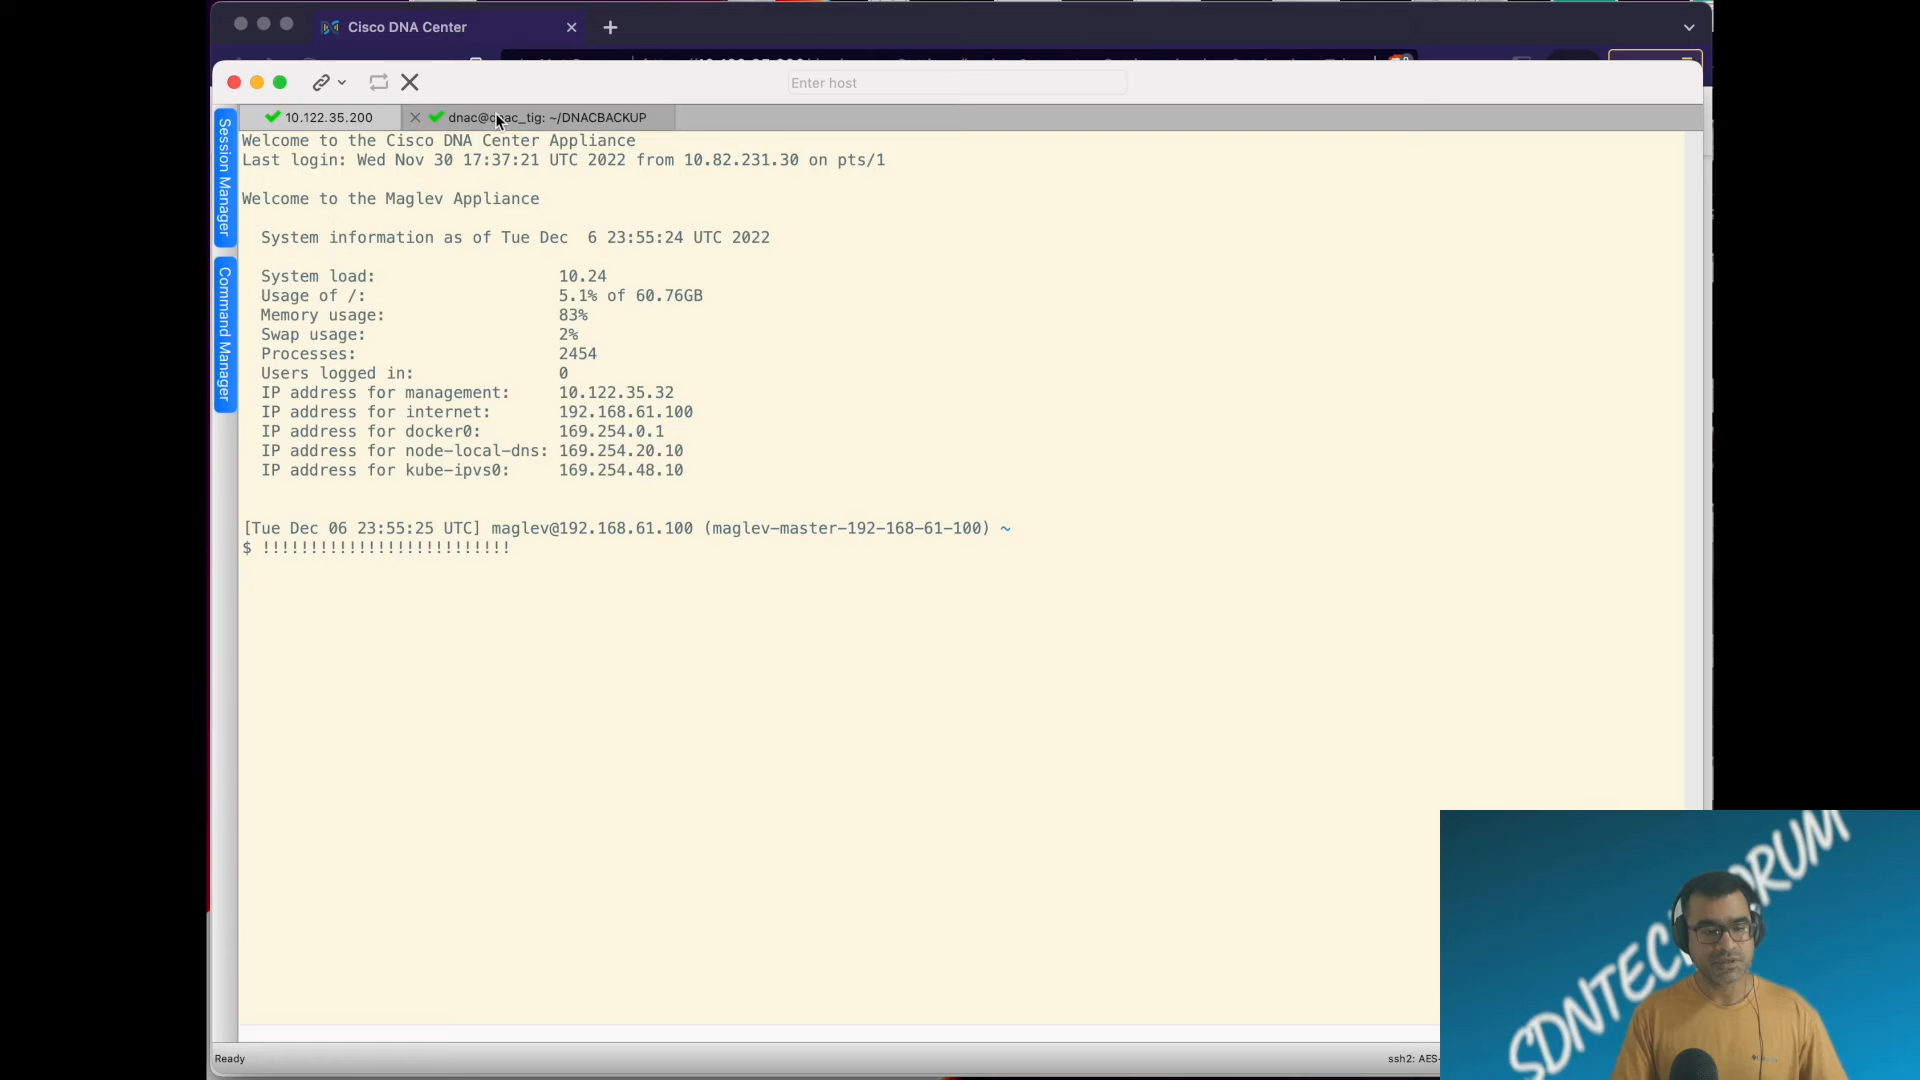 Cisco DNA Center
Enter host
10.122.35.200
dnac@dnac_tig: ~/DNACBACKUP
Session Manager
Command Manager
Welcome to the Cisco DNA Center Appliance
Last login: Wed Nov 30 17:37:21 UTC 2022 from 10.82.231.30 on pts/1
Welcome to the Maglev Appliance
System information as of Tue Dec  6 23:55:24 UTC 2022
System load: 10.24
Usage of /: 5.1% of 60.76GB
Memory usage: 83%
Swap usage: 2%
Processes: 2454
Users logged in: 0
IP address for management: 10.122.35.32
IP address for internet: 192.168.61.100
IP address for docker0: 169.254.0.1
IP address for node-local-dns: 169.254.20.10
IP address for kube-ipvs0: 169.254.48.10
[Tue Dec 06 23:55:25 UTC] maglev@192.168.61.100 (maglev-master-192-168-61-100) ~
$ !!!!!!!!!!!!!!!!!!!!!!!!!!
Ready
ssh2: AES-